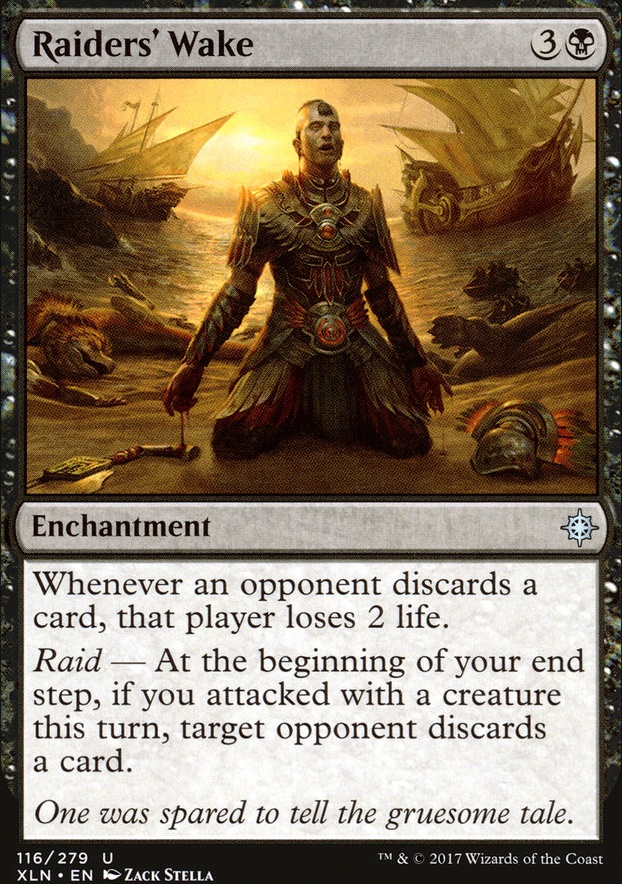 Raiders' Wake 3
Enchantment
Whenever an opponent discards a
card, that player loses 2 life.
Raid — At the beginning of your end
step, if you attacked with a creature
this turn, target opponent discards
a card.
One was spared to tell the gruesome tale.
116/279 U
XLN • EN Zack Stella
™ & © 2017 Wizards of the Coast